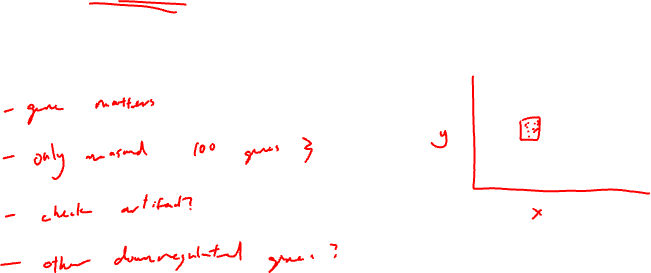 - gene matters
- only measured 100 genes }
- check artifact?
- other downregulated genes ?
y
x